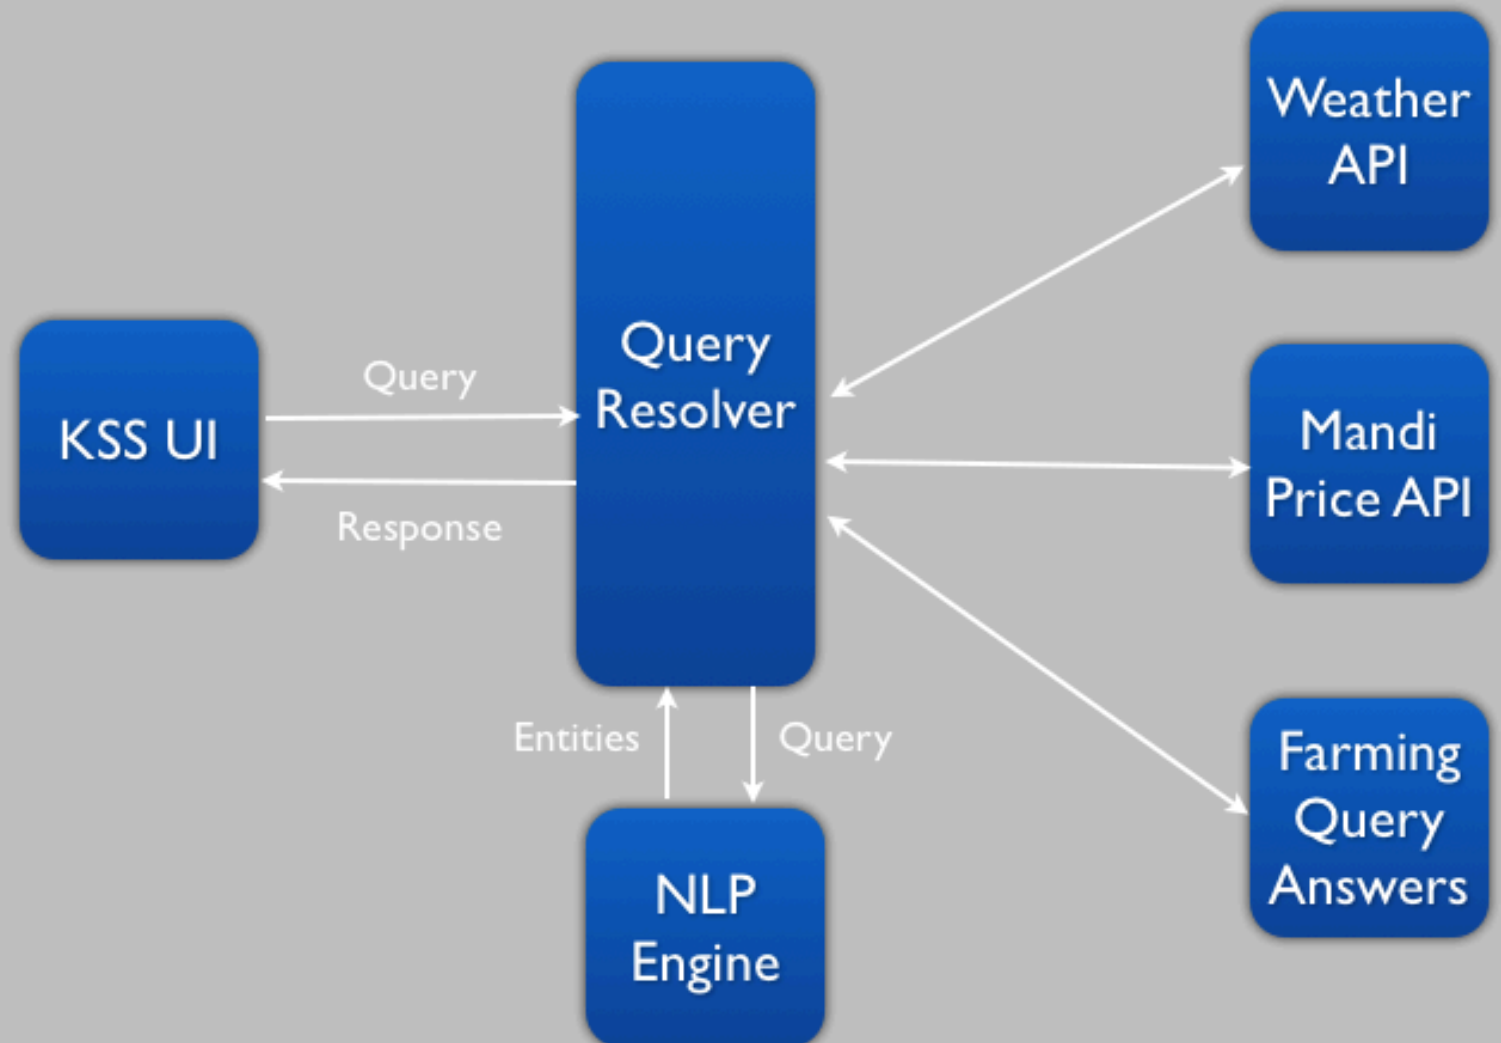 Weather
API
Query
Resolver
Query
KSS UI
Response
Mandi
Price API
Entities
Query
Farming
Query
Answers
NLP
Engine